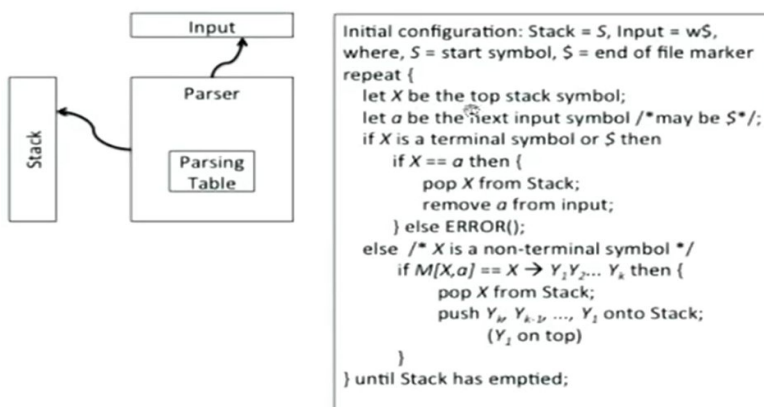 Input
Parser
Stack
Parsing
Table
Initial configuration: Stack = S, Input = w$,
where, S = start symbol, $ = end of file marker
repeat {
let X be the top stack symbol;
let a be the next input symbol /*may be $*/;
if X is a terminal symbol or $ then
if X == a then {
pop X from Stack;
remove a from input;
} else ERROR();
else /* X is a non-terminal symbol */
if M[X,a] == X → Y₁Y₂... Yₖ then {
pop X from Stack;
push Yₖ, Yₖ₋₁, ..., Y₁ onto Stack;
(Y₁ on top)
}
} until Stack has emptied;